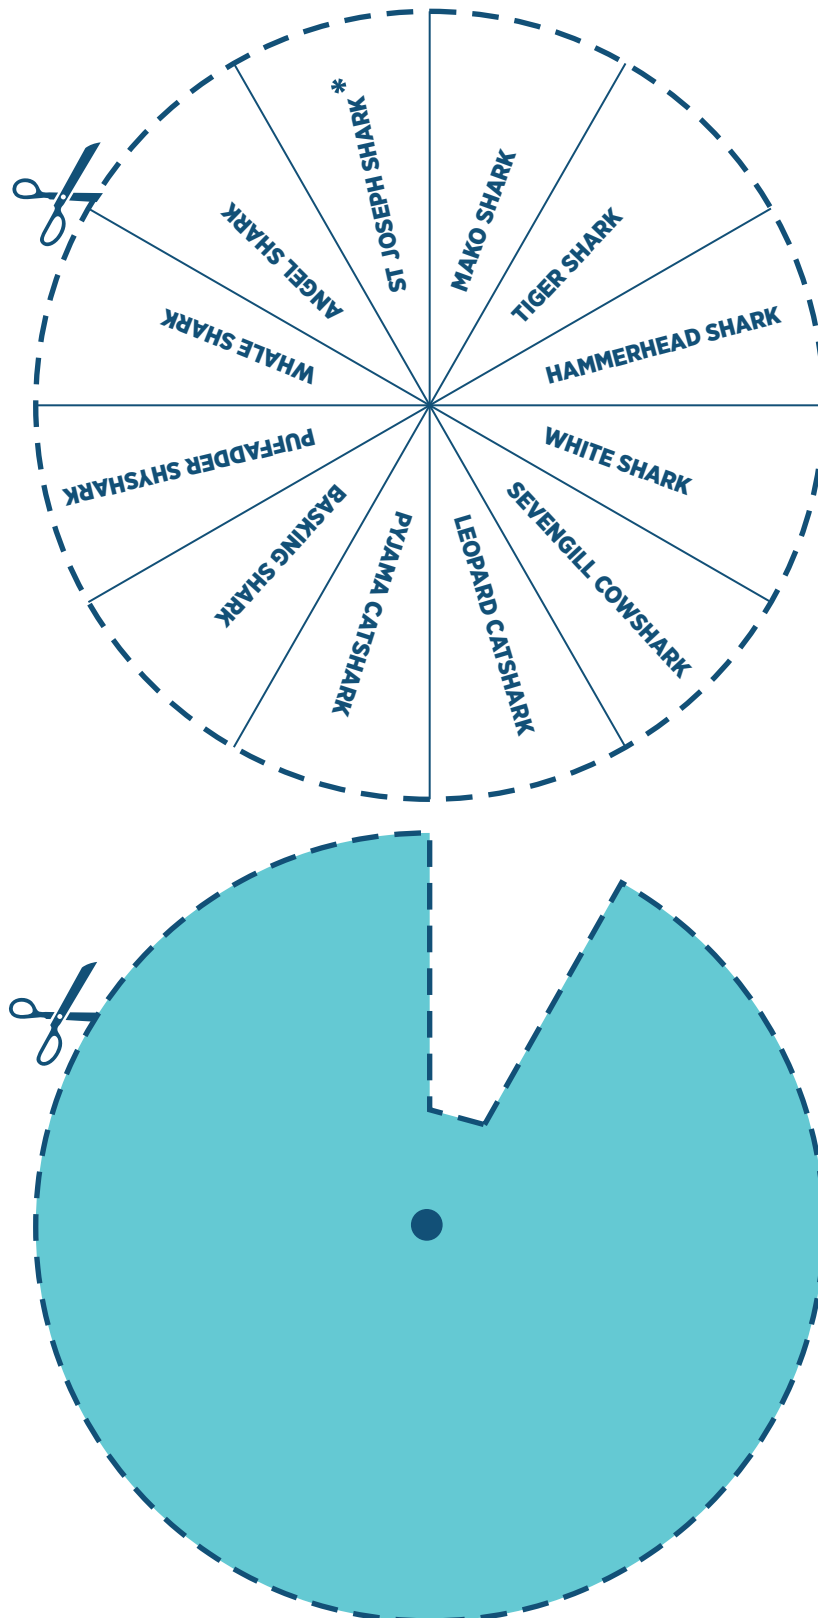 ST JOSEPH SHARK*
MAKO SHARK
TIGER SHARK
HAMMERHEAD SHARK
WHITE SHARK
SEVENGILL COWSHARK
LEOPARD CATSHARK
PYJAMA CATSHARK
BASKING SHARK
PUFFADDER SHYSHARK
WHALE SHARK
ANGEL SHARK